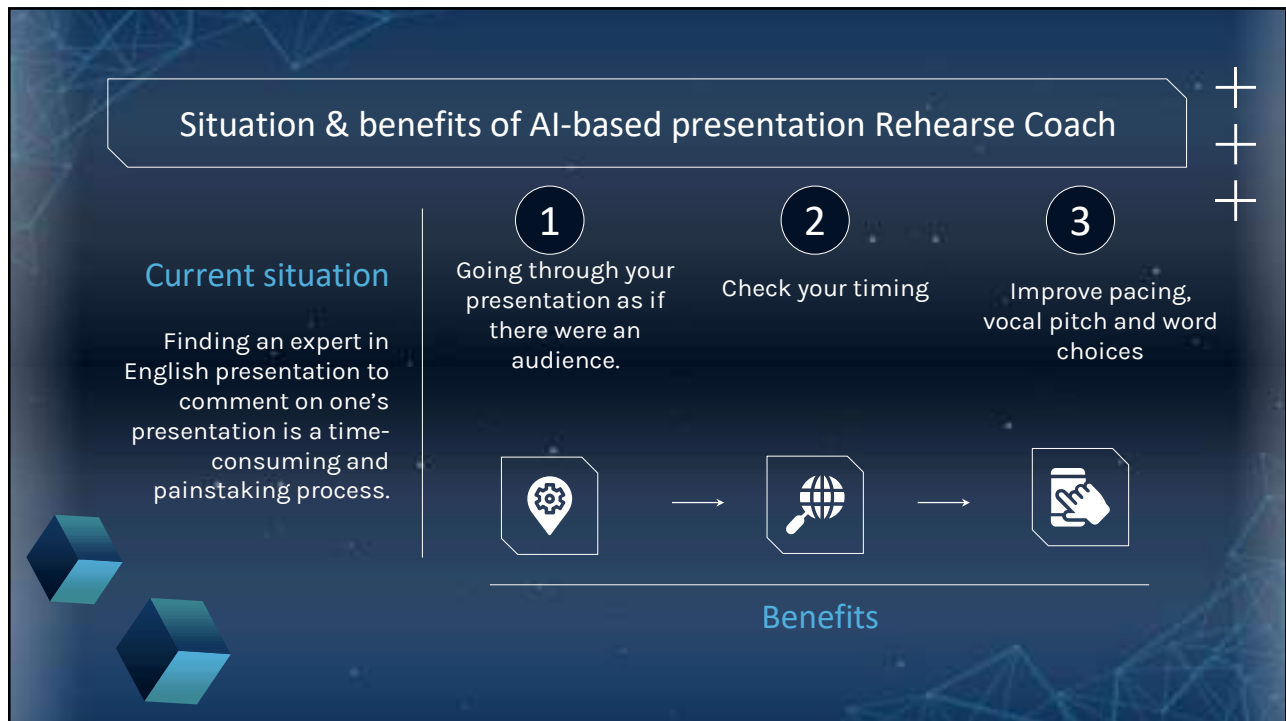 Situation & benefits of AI-based presentation Rehearse Coach
Current situation
Finding an expert in
English presentation to
comment on one’s
presentation is a time-
consuming and
painstaking process.
1
Going through your
presentation as if
there were an
audience.
2
Check your timing
3
Improve pacing,
vocal pitch and word
choices
Benefits